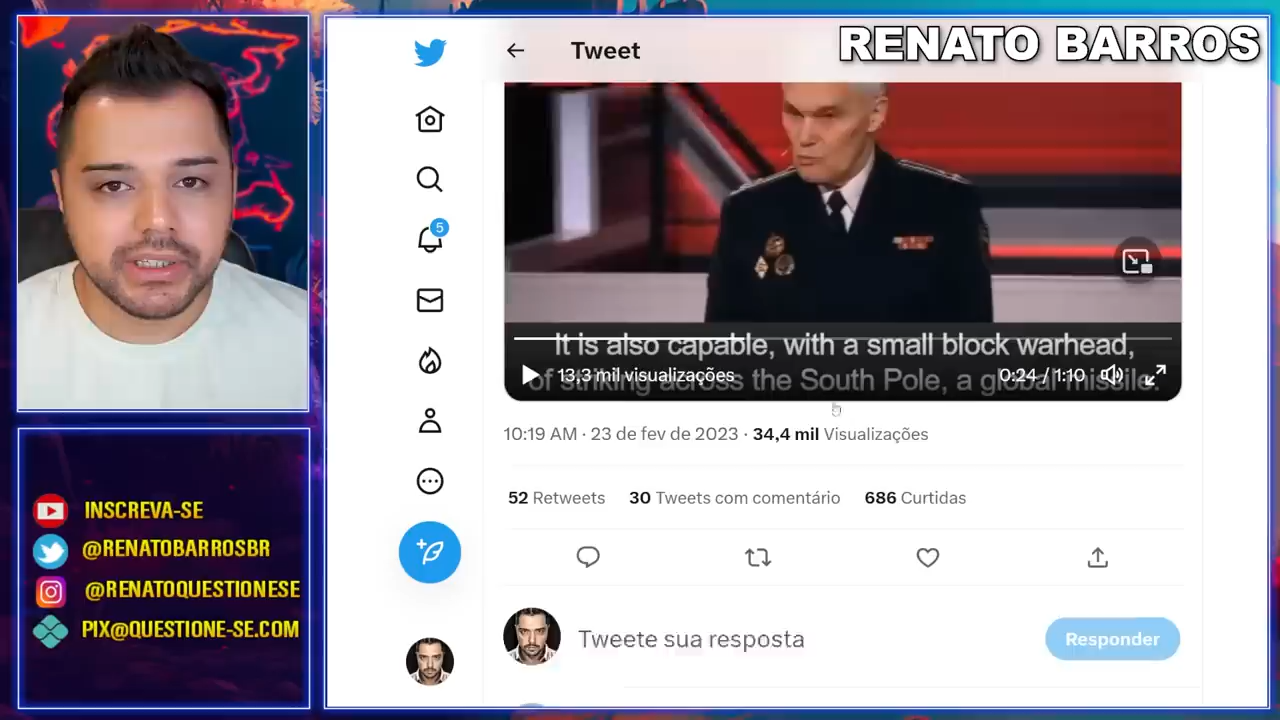 RENATO BARROS
Tweet
5
It is also capable, with a small block warhead,
of striking across the South Pole, a global missile.
13,3 mil visualizações
0:24 / 1:10
10:19 AM · 23 de fev de 2023 · 34,4 mil Visualizações
52 Retweets 30 Tweets com comentário 686 Curtidas
Tweete sua resposta
Responder
INSCREVA-SE
@RENATOBARROSBR
@RENATOQUESTIONESE
PIX@QUESTIONE-SE.COM